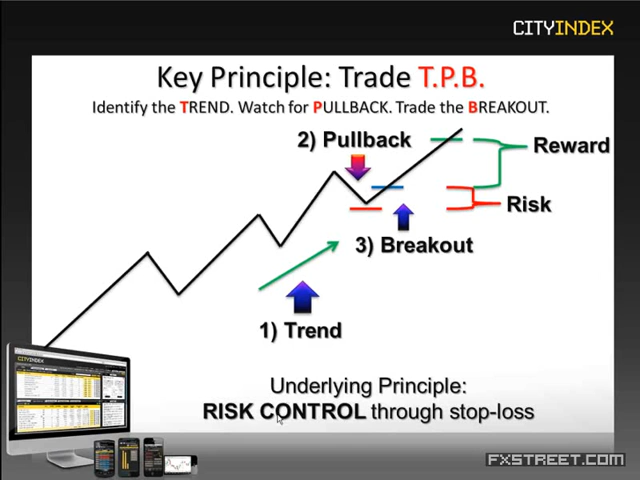 CITYINDEX
Key Principle: Trade T.P.B.
Identify the TREND. Watch for PULLBACK. Trade the BREAKOUT.
2) Pullback
Reward
Risk
3) Breakout
1) Trend
CITYINDEX
Underlying Principle:
RISK CONTROL through stop-loss
FXSTREET.COM